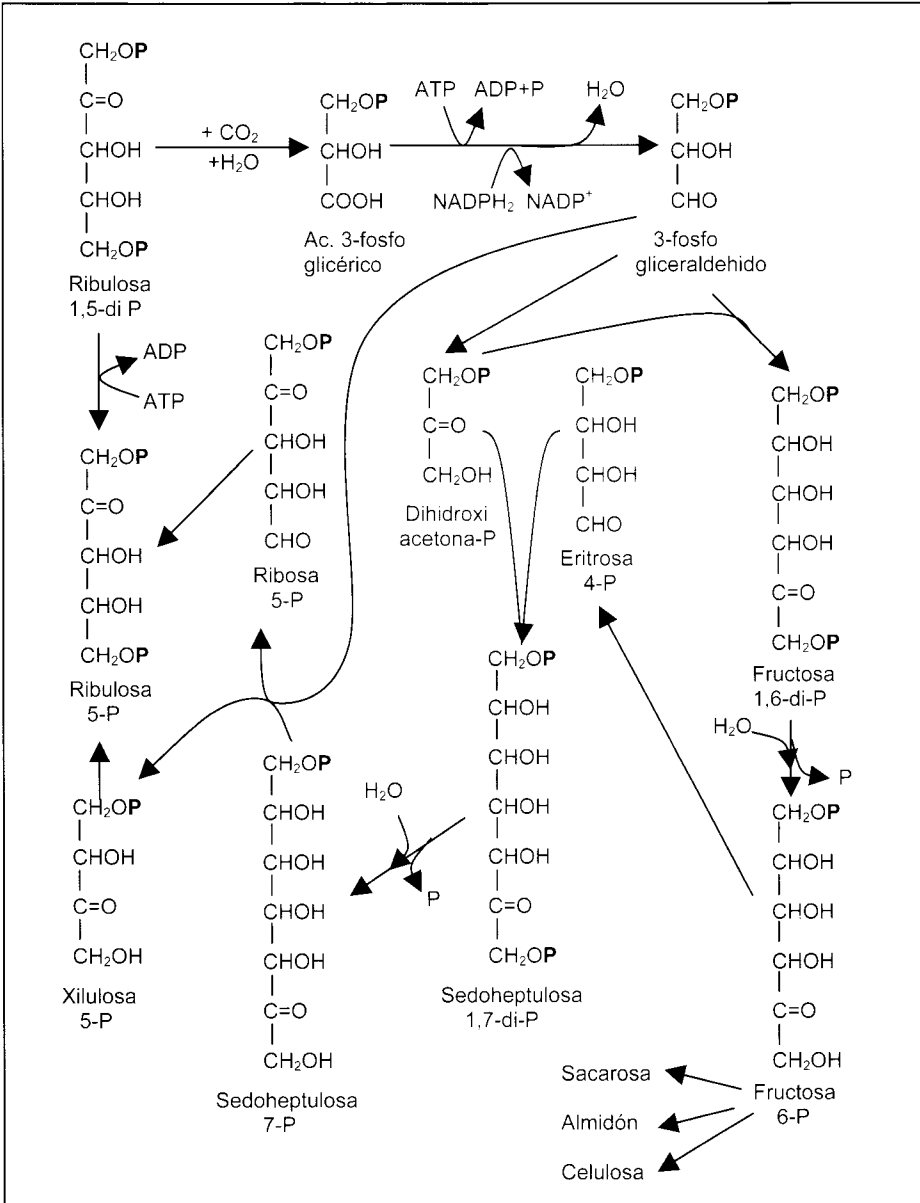 CH₂OP
C=O
CHOH
CHOH
CH₂OP
Ribulosa
1,5-di P
+ CO₂
+H₂O
CH₂OP
CHOH
COOH
Ac. 3-fosfo
glicérico
ATP
ADP+P
H₂O
NADPH₂ NADP⁺
CH₂OP
CHOH
CHO
3-fosfo
gliceraldehido
ADP
ATP
CH₂OP
C=O
CHOH
CHOH
CH₂OP
Ribulosa
5-P
CH₂OP
C=O
CHOH
CHOH
CHO
Ribosa
5-P
CH₂OP
C=O
CH₂OH
Dihidroxi
acetona-P
CH₂OP
CHOH
CHOH
CHO
Eritrosa
4-P
CH₂OP
CHOH
CHOH
CHOH
C=O
CH₂OP
Fructosa
1,6-di-P
H₂O
P
CH₂OP
CHOH
C=O
CH₂OH
Xilulosa
5-P
CH₂OP
CHOH
CHOH
CHOH
CHOH
C=O
CH₂OH
Sedoheptulosa
7-P
H₂O
P
CH₂OP
CHOH
CHOH
CHOH
CHOH
C=O
CH₂OP
Sedoheptulosa
1,7-di-P
CH₂OP
CHOH
CHOH
CHOH
C=O
CH₂OH
Fructosa
6-P
Sacarosa
Almidón
Celulosa